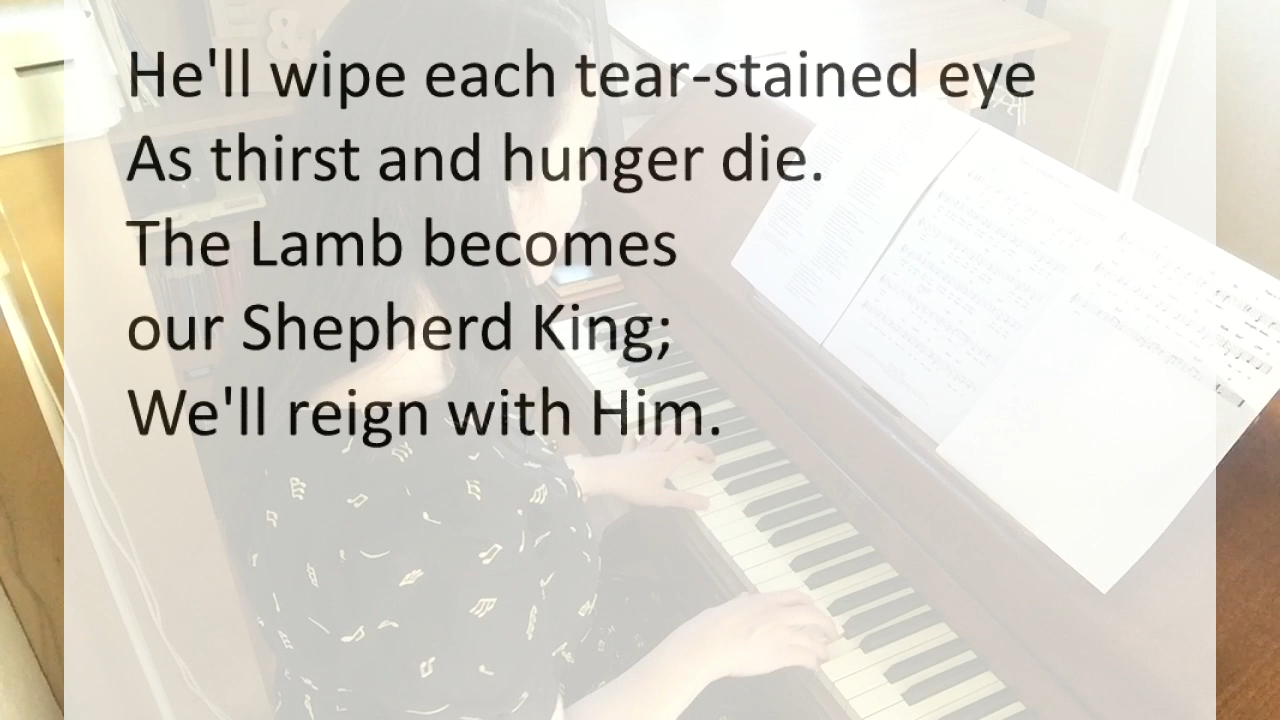 He'll wipe each tear-stained eye
As thirst and hunger die.
The Lamb becomes
our Shepherd King;
We'll reign with Him.